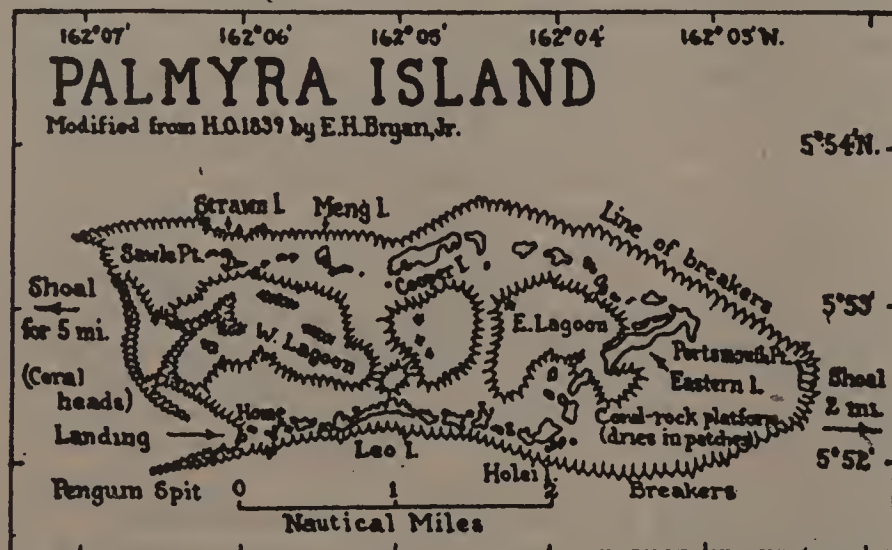 162°07' 162°06' 162°05' 162°04' 162°03'W.
PALMYRA ISLAND
Modified from H.O.1839 by E.H.Bryan,Jr.
5°54'N.
Strawn I. Meng I.
Line of breakers
Sawle Pt.
Cooper I.
Shoal
for 5 mi.
(Coral
heads)
5°53'
W. Lagoon
E. Lagoon
Portsmouth Pt.
Eastern I.
Shoal
2 mi.
Home
Landing
Coral-rock platform
(dries in patches)
Leo I.
5°52'
Holei I.
Pengum Spit
Breakers
0 1 2
Nautical Miles